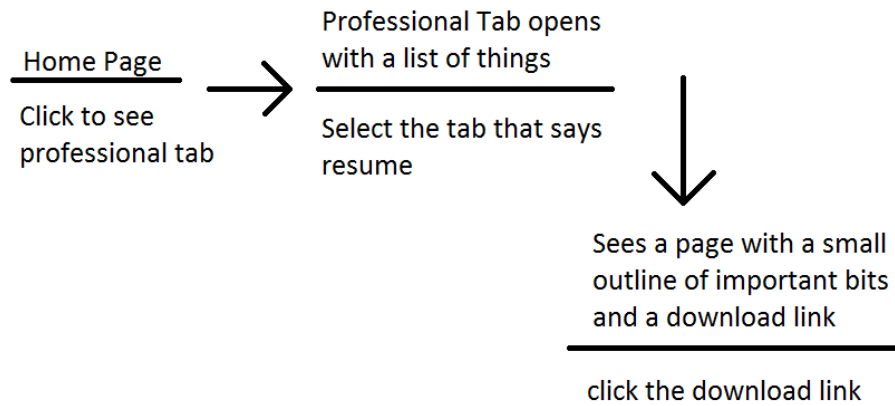 Home Page
Click to see
professional tab
Professional Tab opens
with a list of things
Select the tab that says
resume
Sees a page with a small
outline of important bits
and a download link
click the download link